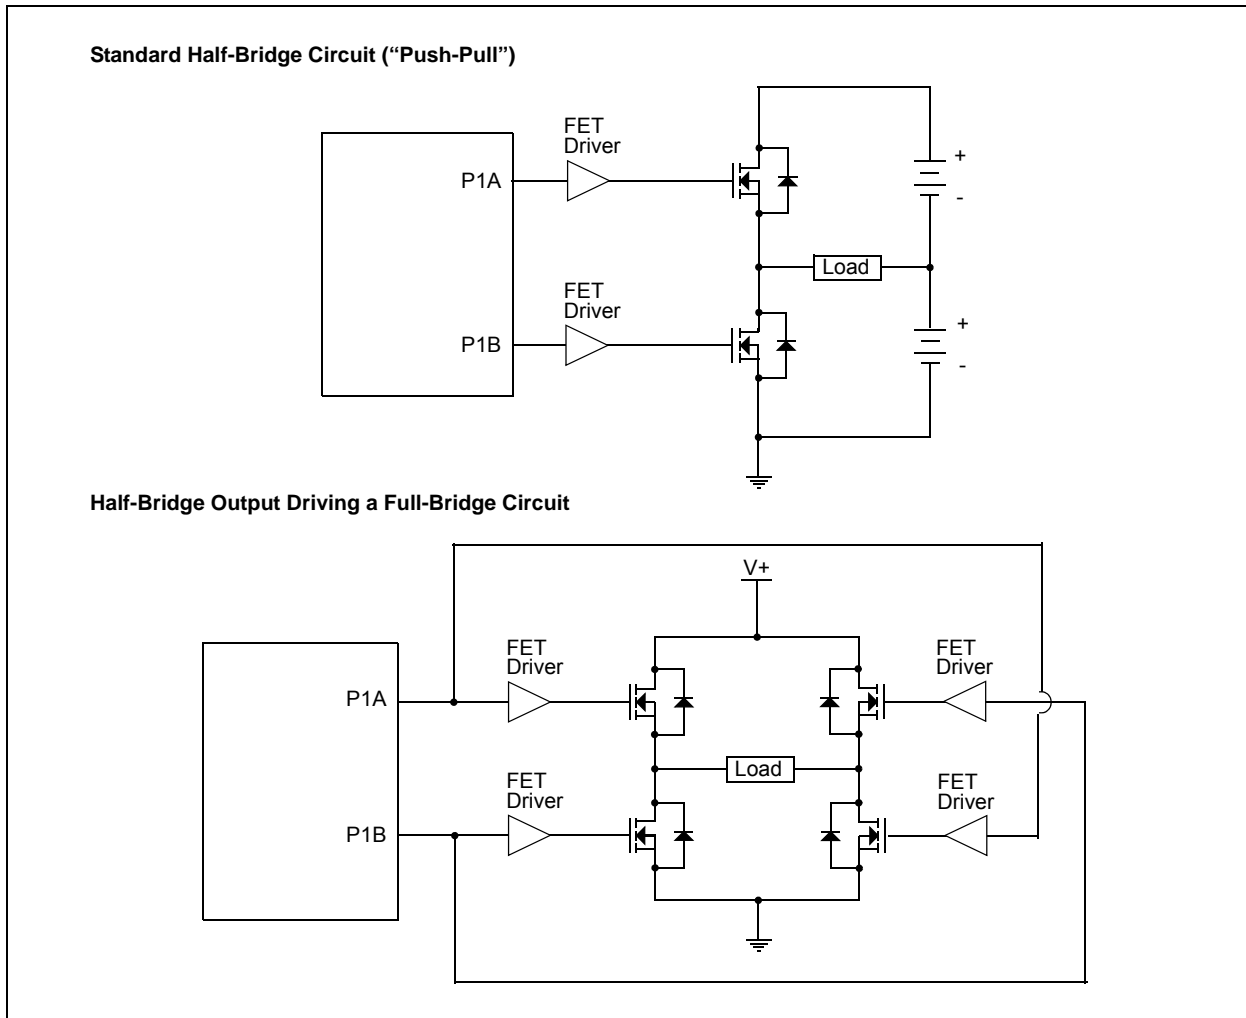 Standard Half-Bridge Circuit (“Push-Pull”)
FET
Driver
P1A
+
-
Load
FET
Driver
P1B
+
-
Half-Bridge Output Driving a Full-Bridge Circuit
V+
FET
Driver
FET
Driver
P1A
Load
FET
Driver
FET
Driver
P1B